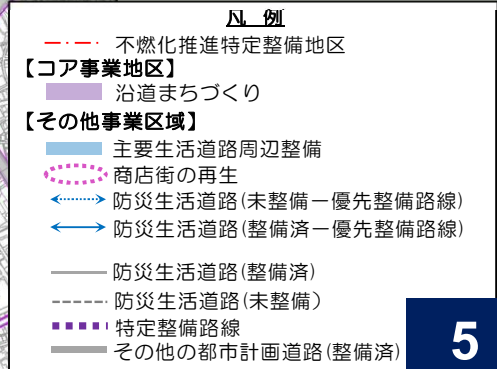 凡 例
不燃化推進特定整備地区
【コア事業地区】
沿道まちづくり
【その他事業区域】
主要生活道路周辺整備
商店街の再生
防災生活道路(未整備ー優先整備路線)
防災生活道路(整備済ー優先整備路線)
防災生活道路(整備済)
防災生活道路(未整備)
特定整備路線
その他の都市計画道路(整備済)
5